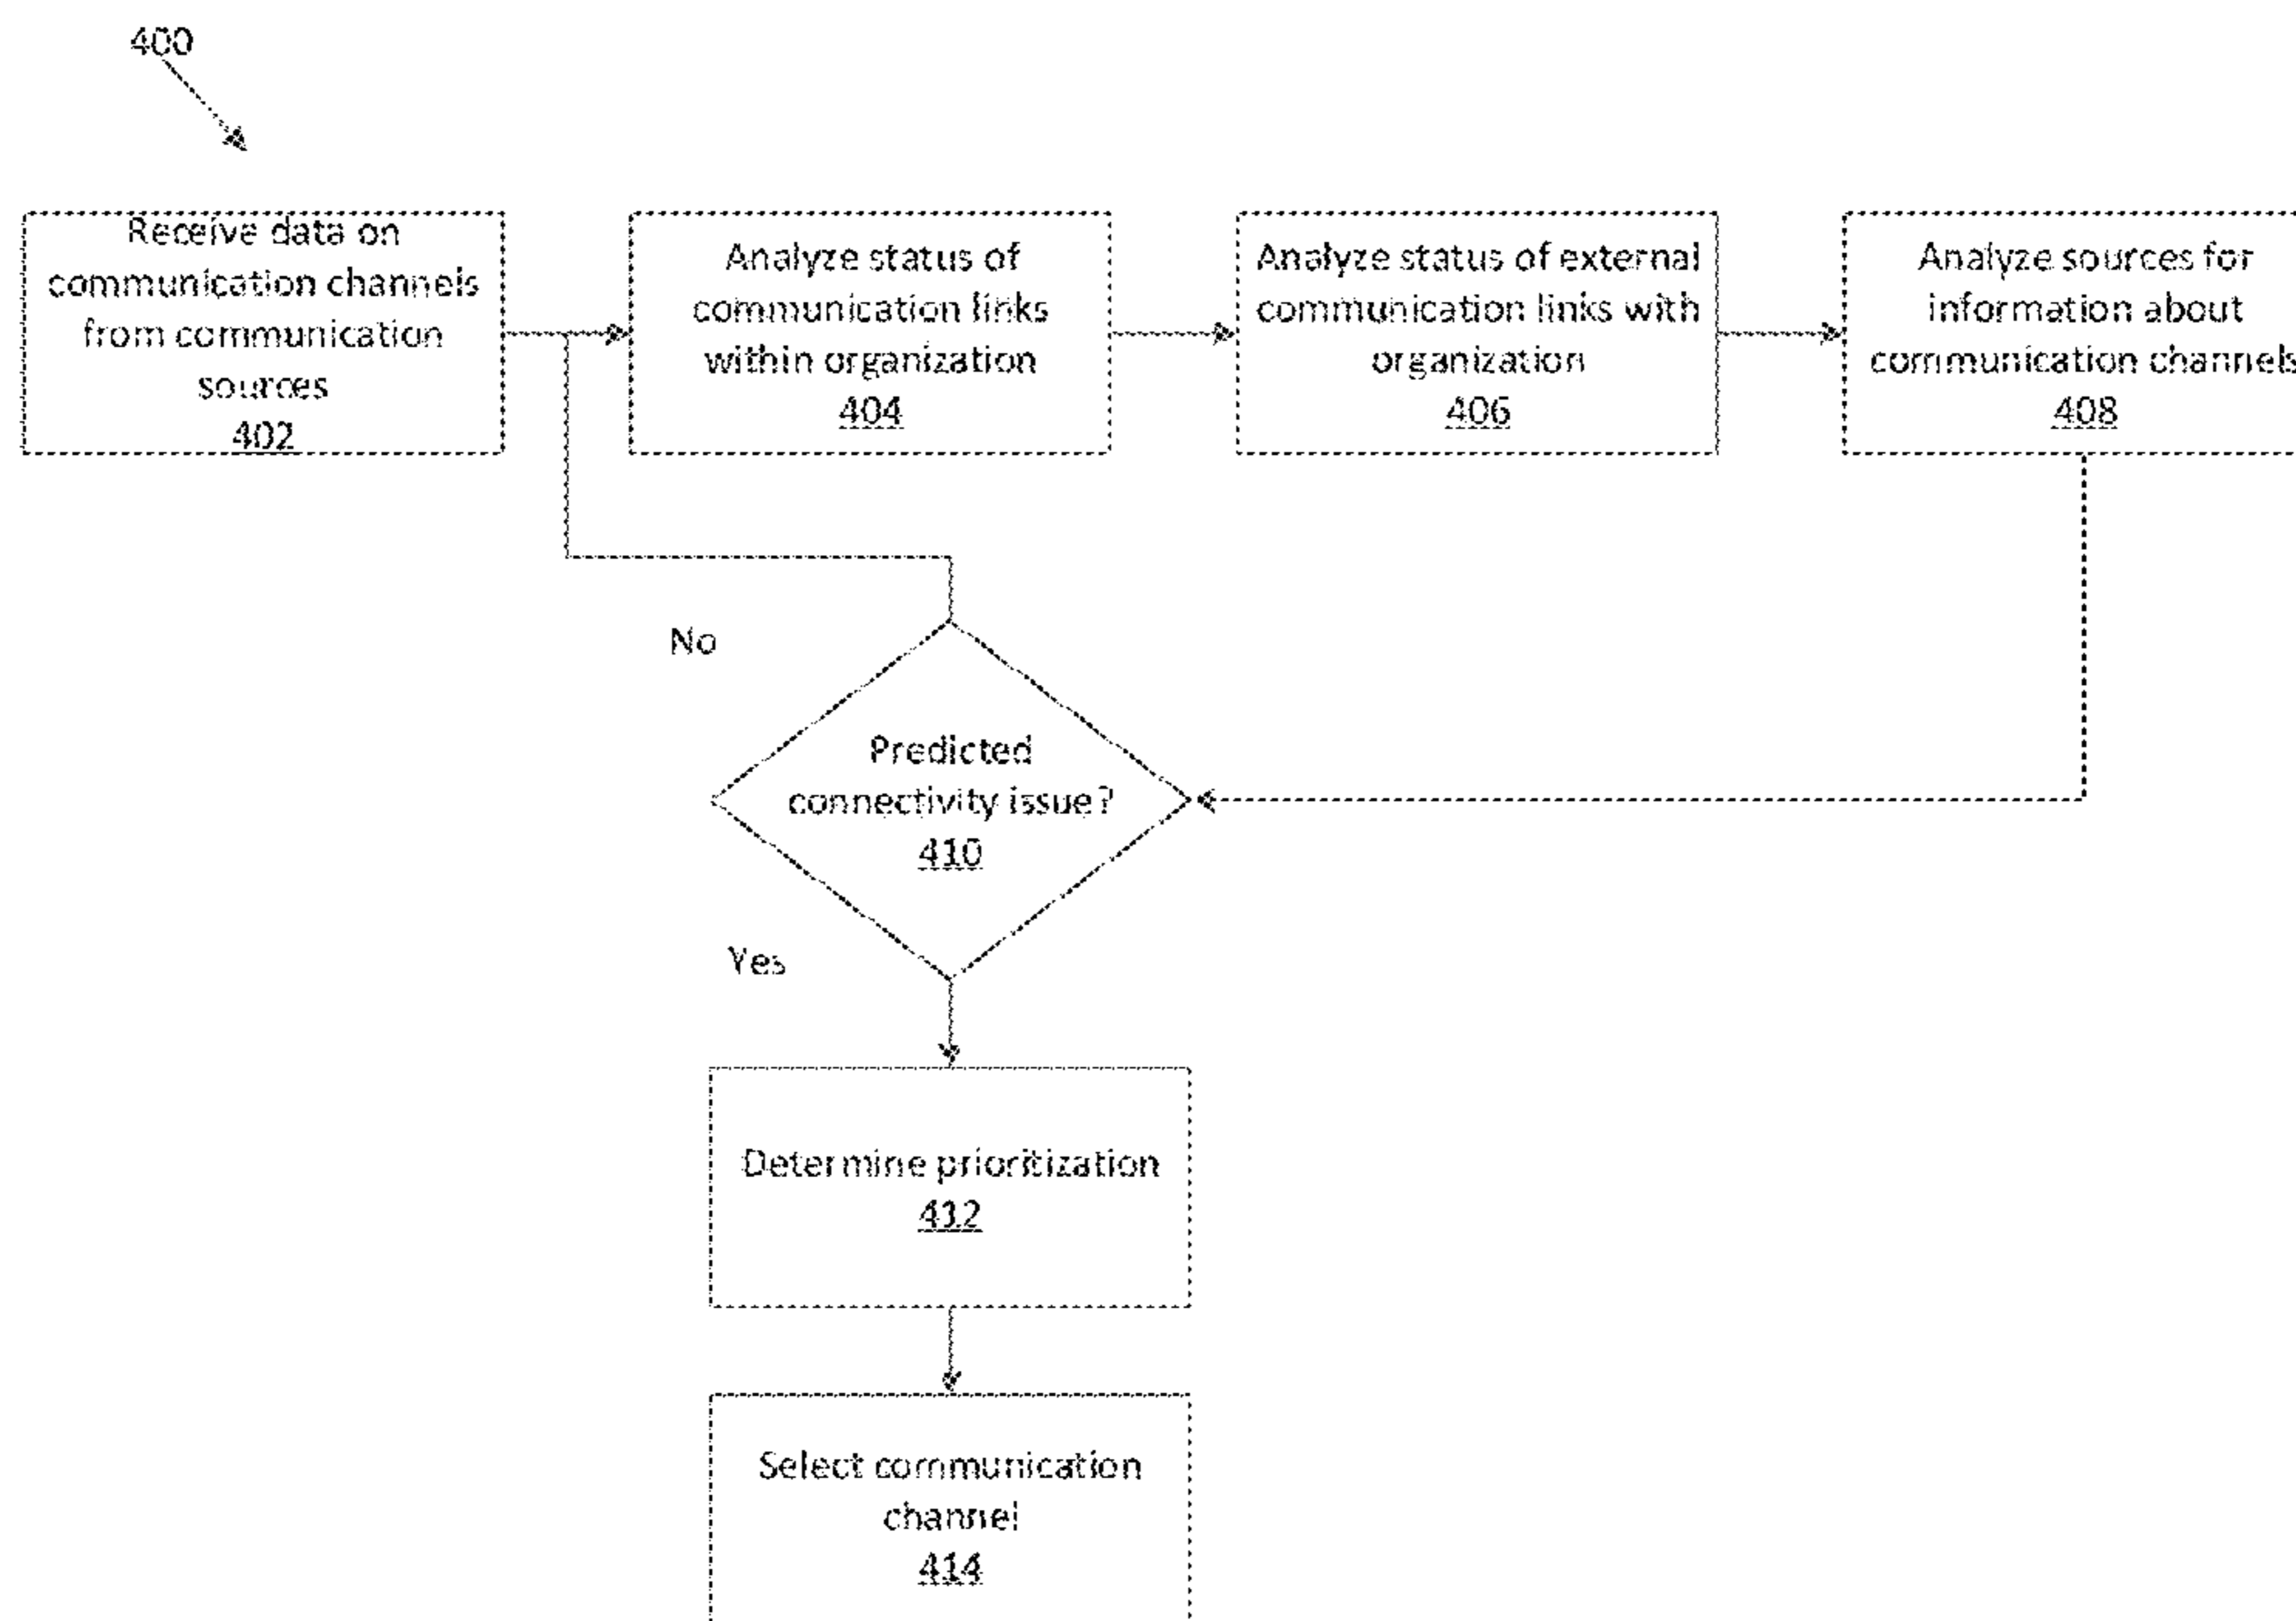 400
Receive data on
communication channels
from communication
sources
402
Analyze status of
communication links
within organization
404
Analyze status of external
communication links with
organization
406
Analyze sources for
information about
communication channels
408
No
Predicted
connectivity issue?
410
Yes
Determine prioritization
412
Select communication
channel
414